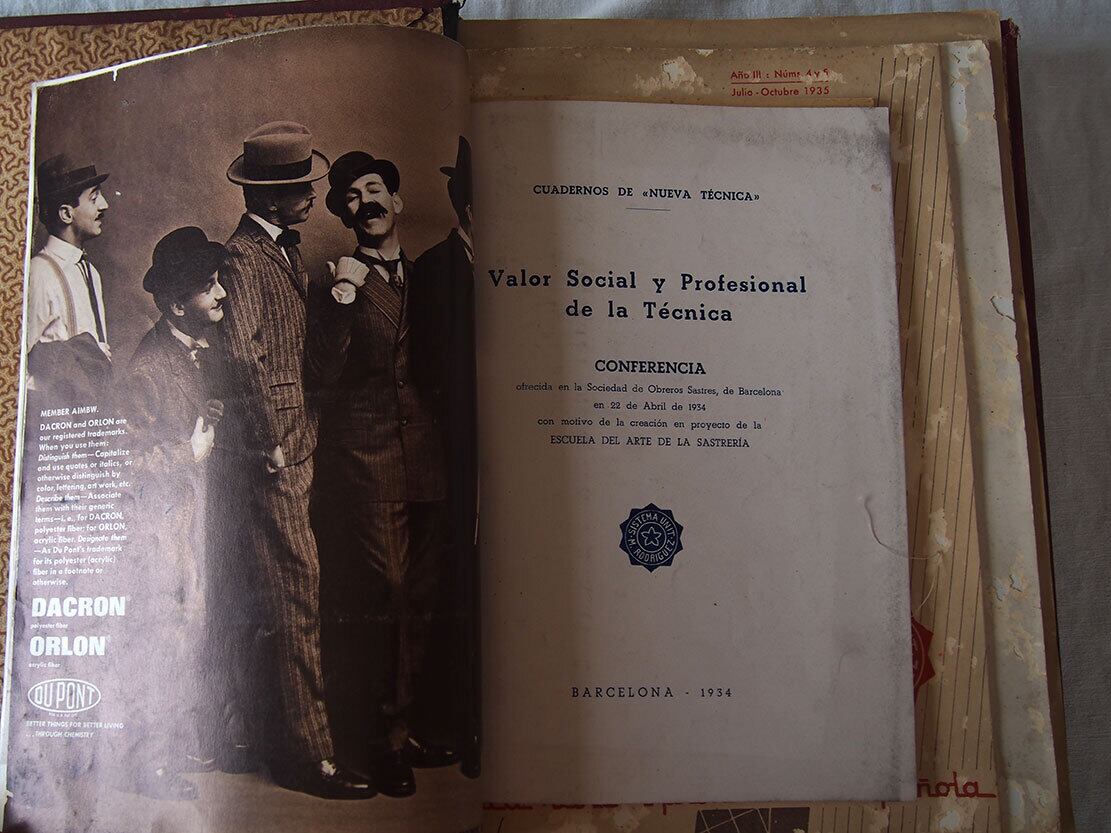 MEMBER AIMBW.
DACRON and ORLON are
our registered trademarks.
When you use them:
Distinguish them—Capitalize
and use quotes or italics, or
otherwise distinguish by
color, lettering, art work, etc.
Describe them—Associate
them with their generic
terms—i. e., for DACRON,
polyester fiber; for ORLON,
acrylic fiber. Designate them
—As Du Pont's trademark
for its polyester (acrylic)
fiber in a footnote or
otherwise.
DACRON®
polyester fiber
ORLON®
acrylic fiber
DU PONT
BETTER THINGS FOR BETTER LIVING
...THROUGH CHEMISTRY
Año III : Núms. 4 y 5
Julio - Octubre 1935
CUADERNOS DE «NUEVA TÉCNICA»
Valor Social y Profesional
de la Técnica
CONFERENCIA
ofrecida en la Sociedad de Obreros Sastres, de Barcelona
en 22 de Abril de 1934
con motivo de la creación en proyecto de la
ESCUELA DEL ARTE DE LA SASTRERÍA
SISTEMA UNIT.
M. RODRIGUEZ
BARCELONA - 1934